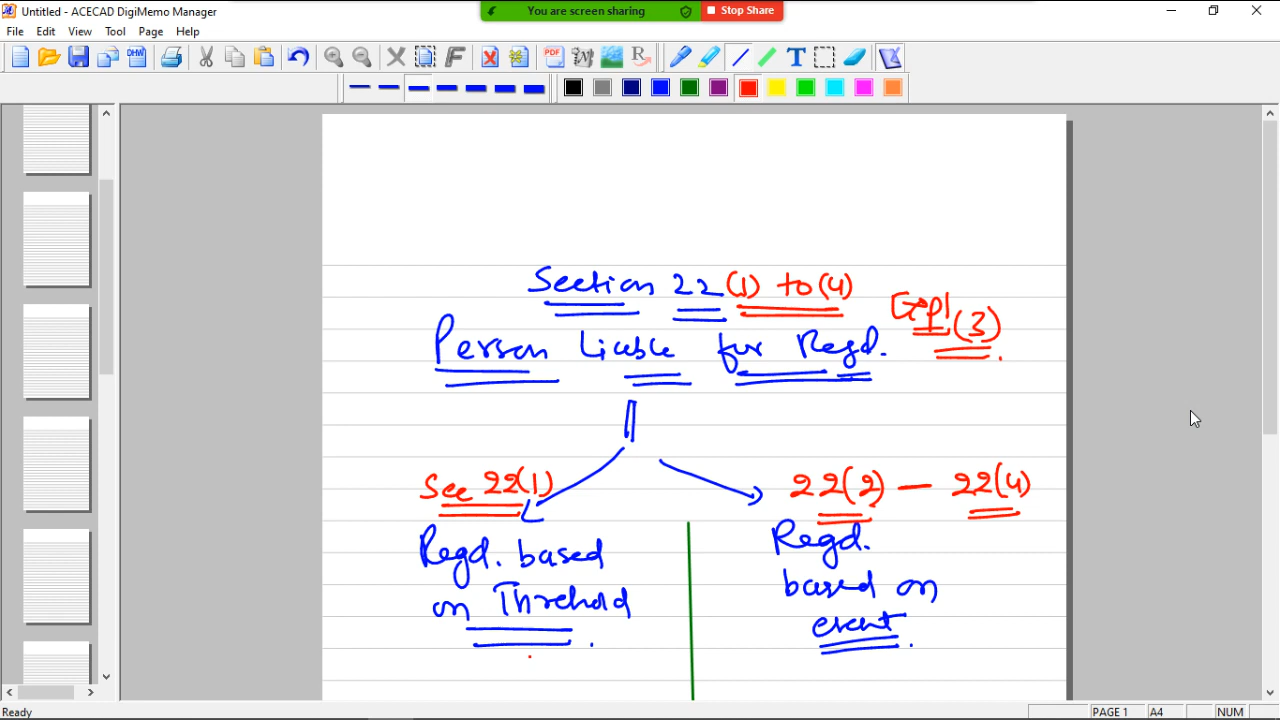 Untitled - ACECAD DigiMemo Manager
You are screen sharing
Stop Share
File Edit View Tool Page Help
Section 22 (1) to (4)
Expl (3)
Person Liable for Regd.
Sec 22(1)
22(2) — 22(4)
Regd. based
on Threhold
Regd.
based on
event
Ready
PAGE 1 A4 NUM